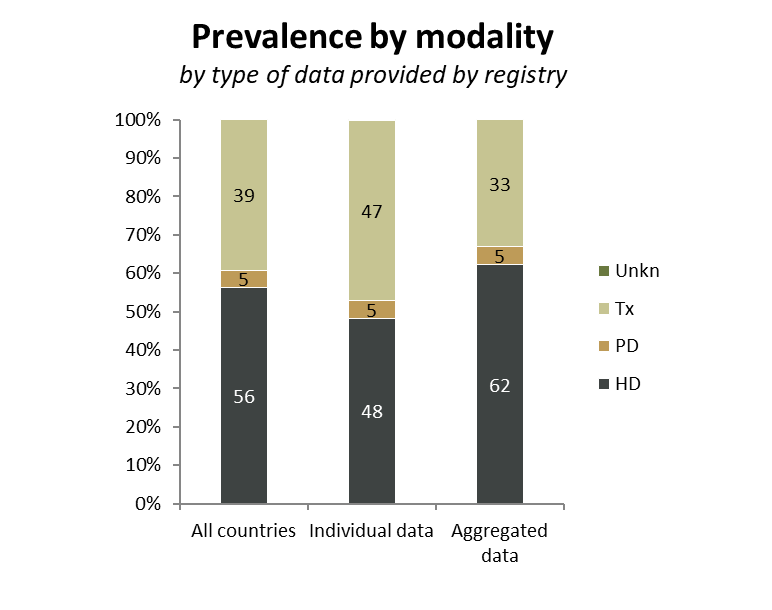 Prevalence by modality
by type of data provided by registry
100%
90%
80%
70%
60%
50%
40%
30%
20%
10%
0%
39
5
56
47
5
48
33
5
62
All countries
Individual data
Aggregated
data
Unkn
Tx
PD
HD